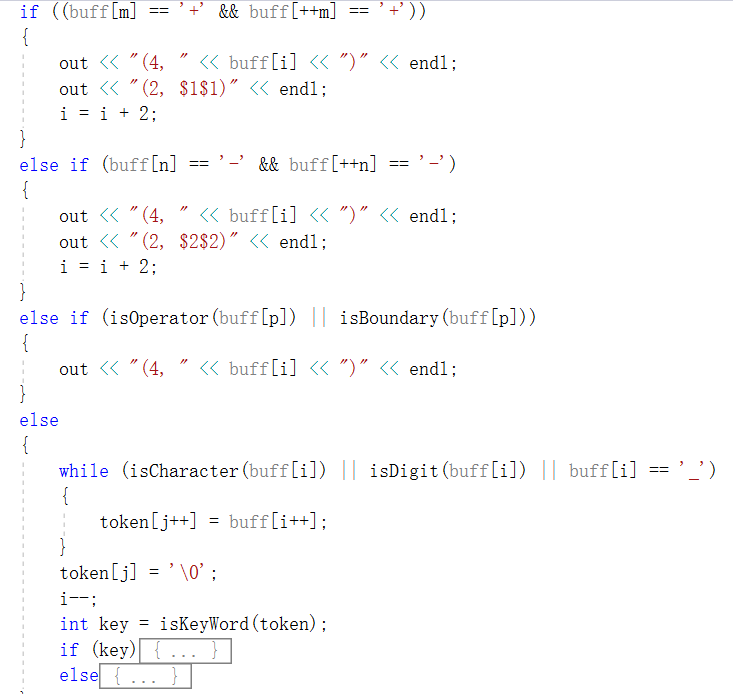 if ((buff[m] == '+' && buff[++m] == '+'))
{
out << "(4, " << buff[i] << ")" << endl;
out << "(2, $1$1)" << endl;
i = i + 2;
}
else if (buff[n] == '-' && buff[++n] == '-')
{
out << "(4, " << buff[i] << ")" << endl;
out << "(2, $2$2)" << endl;
i = i + 2;
}
else if (isOperator(buff[p]) || isBoundary(buff[p]))
{
out << "(4, " << buff[i] << ")" << endl;
}
else
{
while (isCharacter(buff[i]) || isDigit(buff[i]) || buff[i] == '_')
{
token[j++] = buff[i++];
}
token[j] = '\0';
i--;
int key = isKeyWord(token);
if (key) { ... }
else { ... }